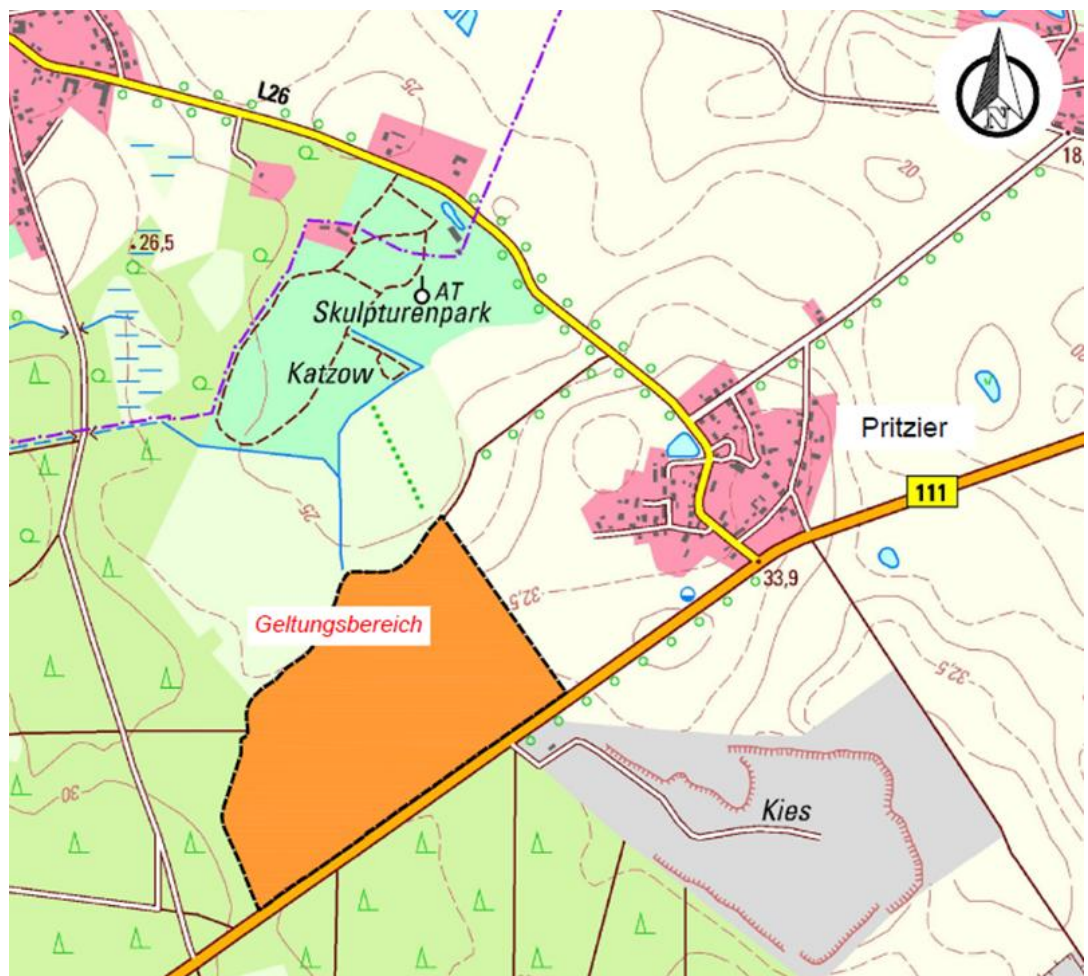 L26
25
N
18,
20
26,5
AT
Skulpturenpark
Katzow
20
Pritzier
111
25
33,9
32,5
Geltungsbereich
32,5
30
Kies